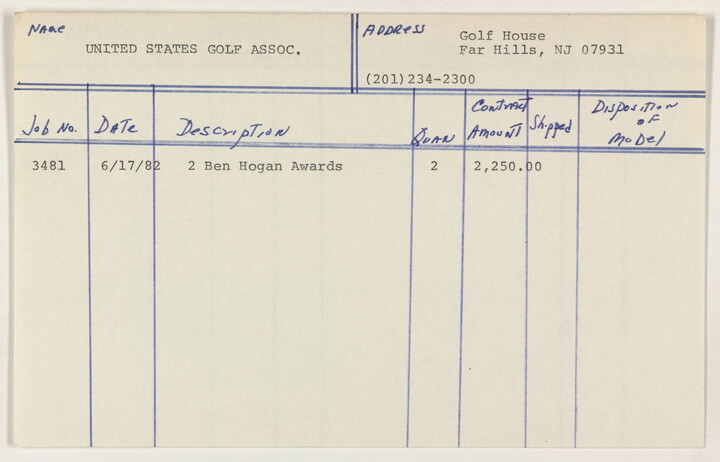 Name
UNITED STATES GOLF ASSOC.
ADDRESS
Golf House
Far Hills, NJ 07931
(201)234-2300
Job No.
DATE
DescripTion
QUAN
ContrACT
AMOUNT
Shipped
DisposiTion
OF
MoDel
3481 6/17/82 2 Ben Hogan Awards 2 2,250.00